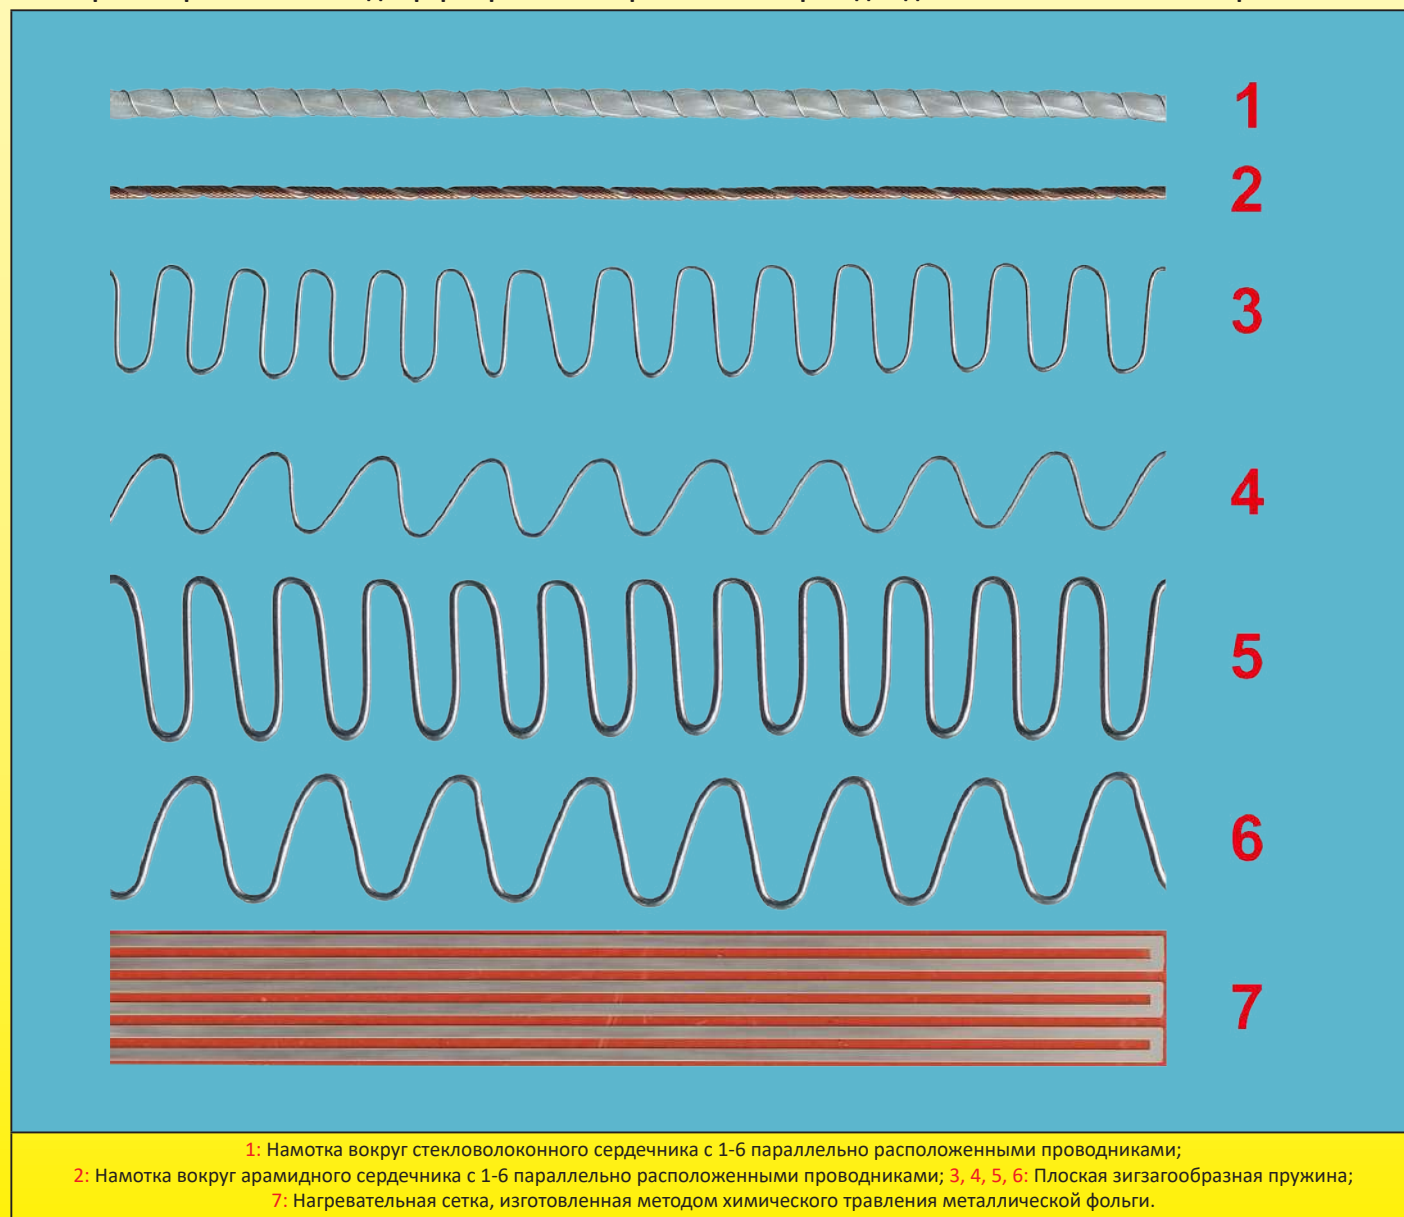 1
2
3
4
5
6
7
1: Намотка вокруг стекловолоконного сердечника с 1-6 параллельно расположенными проводниками;
2: Намотка вокруг арамидного сердечника с 1-6 параллельно расположенными проводниками; 3, 4, 5, 6: Плоская зигзагообразная пружина;
7: Нагревательная сетка, изготовленная методом химического травления металлической фольги.